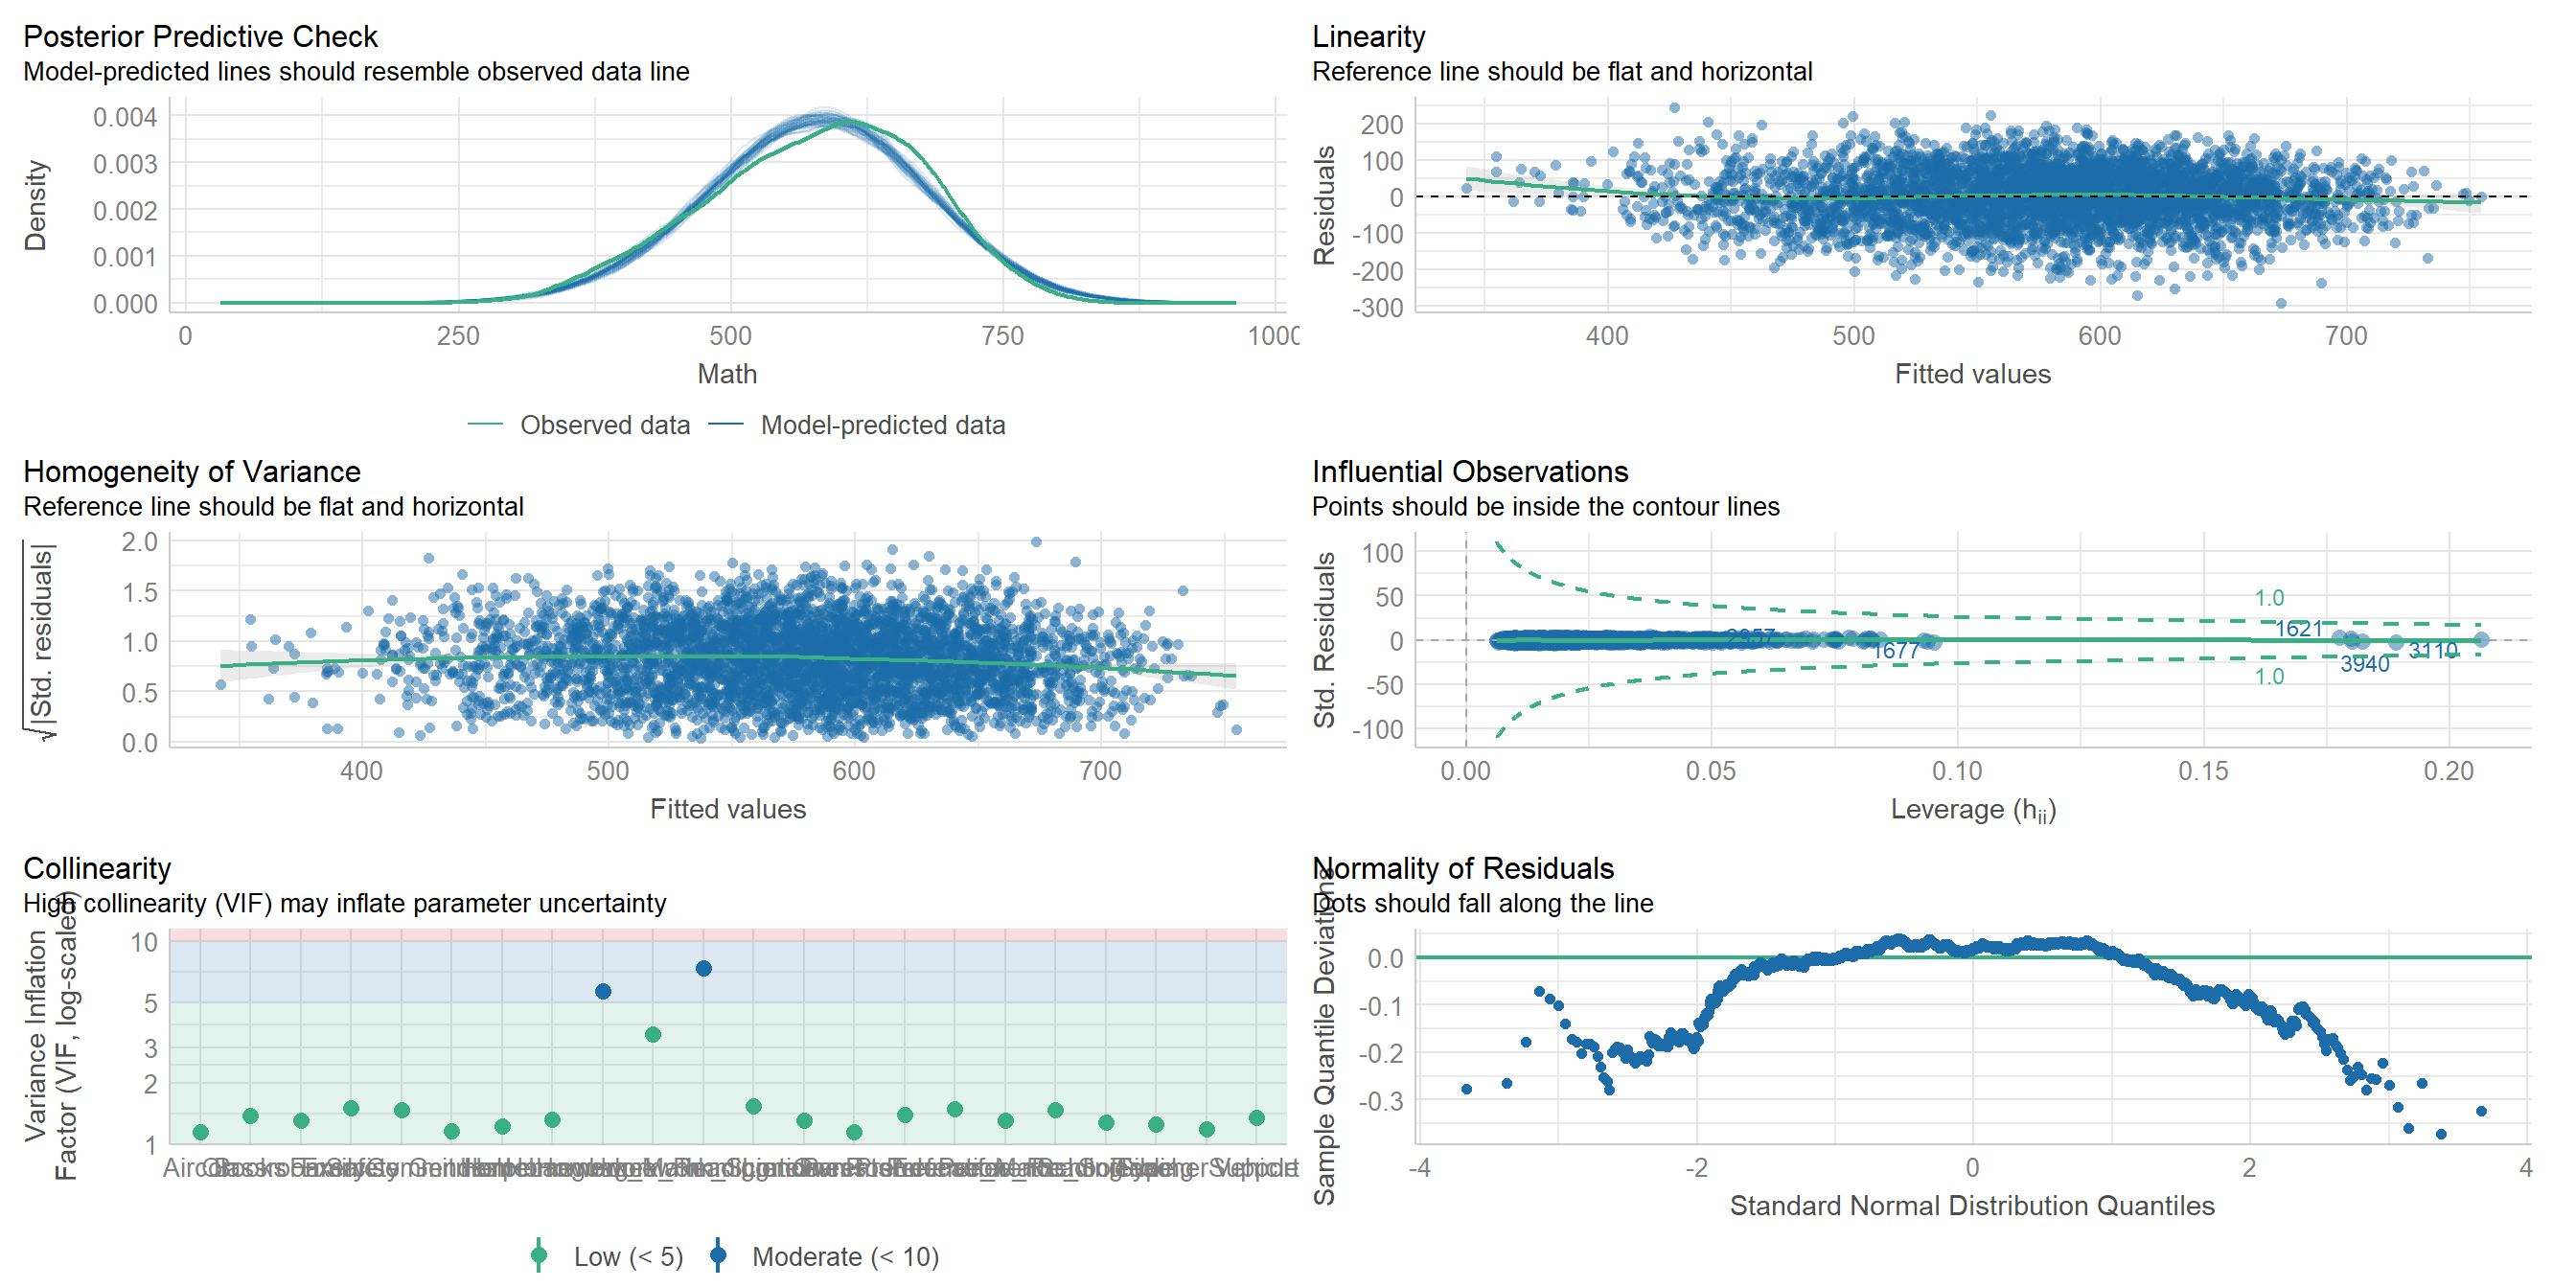 Posterior Predictive Check
Model-predicted lines should resemble observed data line
Density
0.004
0.003
0.002
0.001
0.000
0
250
500
750
1000
Math
Observed data
Model-predicted data
Linearity
Reference line should be flat and horizontal
Residuals
200
100
0
-100
-200
-300
400
500
600
700
Fitted values
Homogeneity of Variance
Reference line should be flat and horizontal
√|Std. residuals|
2.0
1.5
1.0
0.5
0.0
400
500
600
700
Fitted values
Influential Observations
Points should be inside the contour lines
Std. Residuals
100
50
0
-50
-100
1.0
2957
1621
1677
3110
3940
1.0
0.00
0.05
0.10
0.15
0.20
Leverage (hii)
Collinearity
High collinearity (VIF) may inflate parameter uncertainty
Variance Inflation
Factor (VIF, log-scaled)
10
5
3
2
1
Low (< 5)
Moderate (< 10)
Normality of Residuals
Dots should fall along the line
Sample Quantile Deviations
0.0
-0.1
-0.2
-0.3
-4
-2
0
2
4
Standard Normal Distribution Quantiles